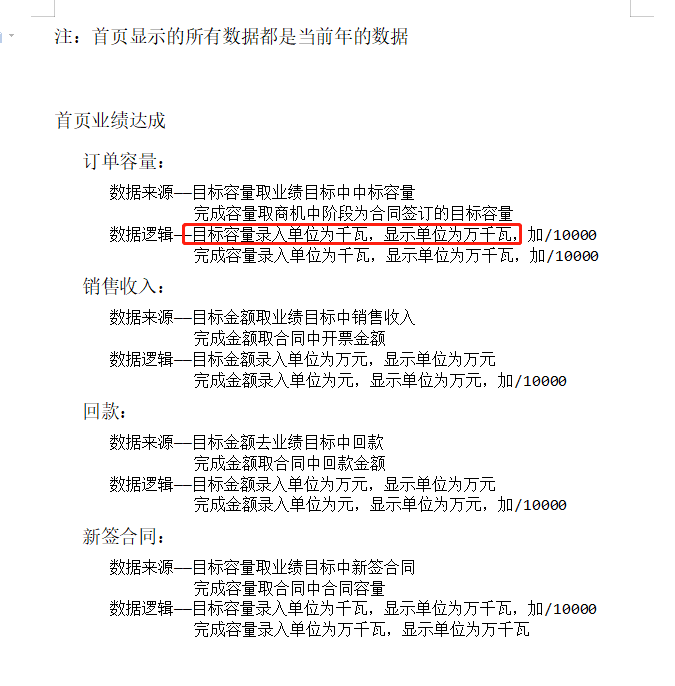 注：首页显示的所有数据都是当前年的数据
首页业绩达成
订单容量：
数据来源——目标容量取业绩目标中中标容量
完成容量取商机中阶段为合同签订的目标容量
数据逻辑——目标容量录入单位为千瓦，显示单位为万千瓦，加/10000
完成容量录入单位为千瓦，显示单位为万千瓦，加/10000
销售收入：
数据来源——目标金额取业绩目标中销售收入
完成金额取合同中开票金额
数据逻辑——目标金额录入单位为万元，显示单位为万元
完成金额录入单位为元，显示单位为万元，加/10000
回款：
数据来源——目标金额去业绩目标中回款
完成金额取合同中回款金额
数据逻辑——目标金额录入单位为万元，显示单位为万元
完成金额录入单位为元，显示单位为万元，加/10000
新签合同：
数据来源——目标容量取业绩目标中新签合同
完成容量取合同中合同容量
数据逻辑——目标容量录入单位为千瓦，显示单位为万千瓦，加/10000
完成容量录入单位为万千瓦，显示单位为万千瓦